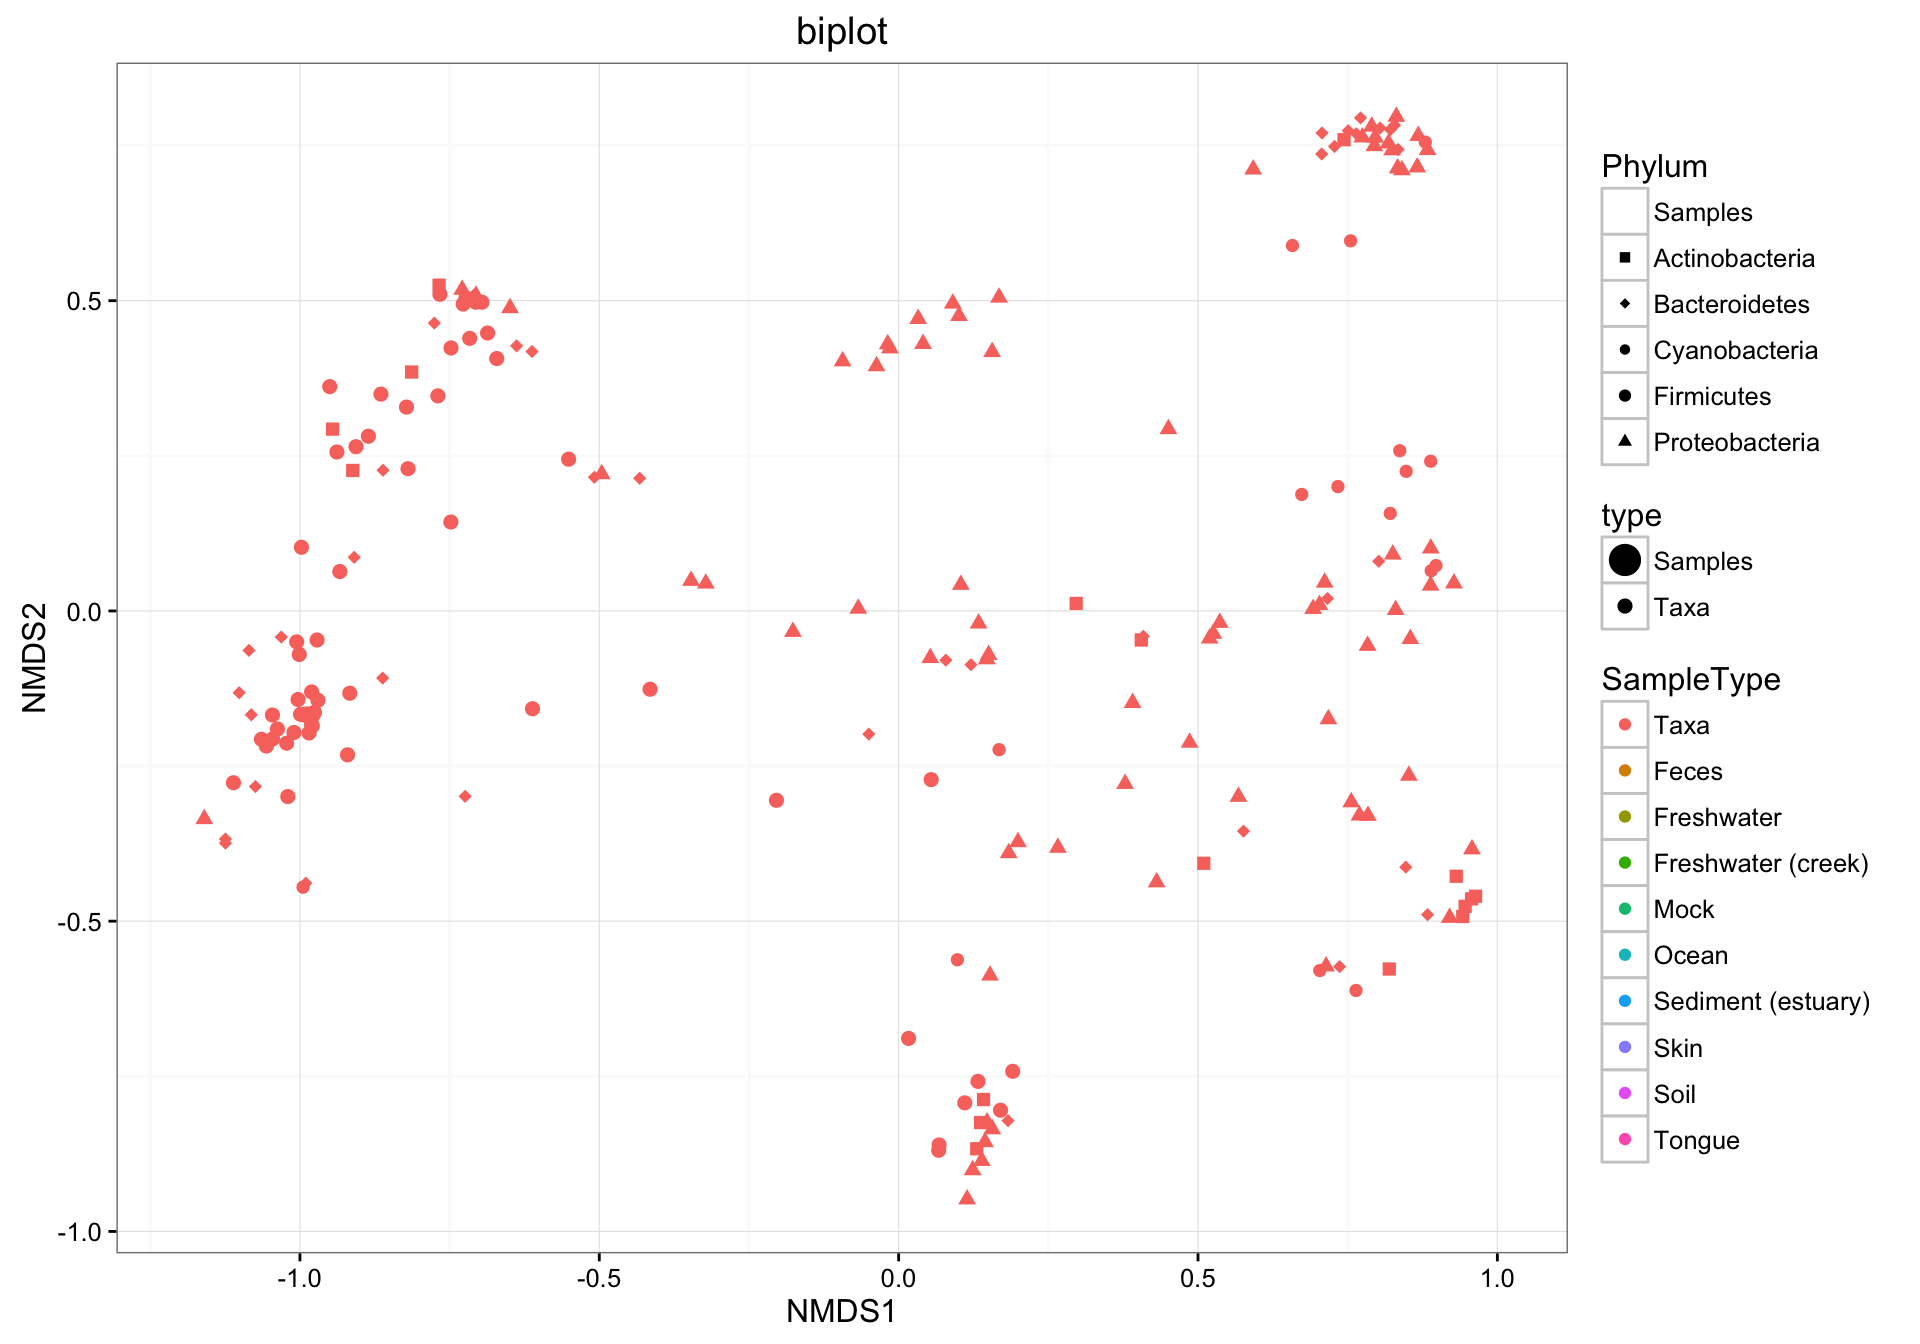 biplot
0.5
0.0
-0.5
-1.0
NMDS2
-1.0
-0.5
0.0
0.5
1.0
NMDS1
Phylum
Samples
Actinobacteria
Bacteroidetes
Cyanobacteria
Firmicutes
Proteobacteria
type
Samples
Taxa
SampleType
Taxa
Feces
Freshwater
Freshwater (creek)
Mock
Ocean
Sediment (estuary)
Skin
Soil
Tongue